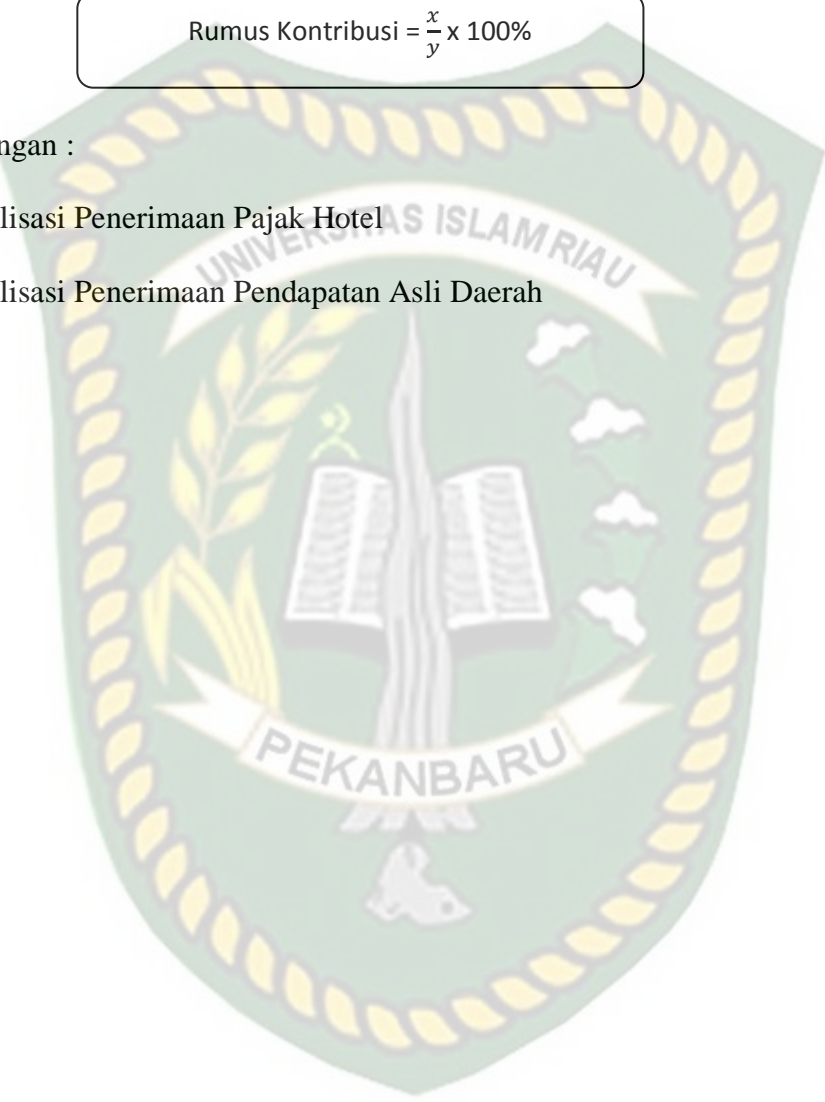 Rumus Kontribusi = x/y x 100%
ngan :
lisasi Penerimaan Pajak Hotel
UNIVERSITAS ISLAM RIAU
lisasi Penerimaan Pendapatan Asli Daerah
PEKANBARU